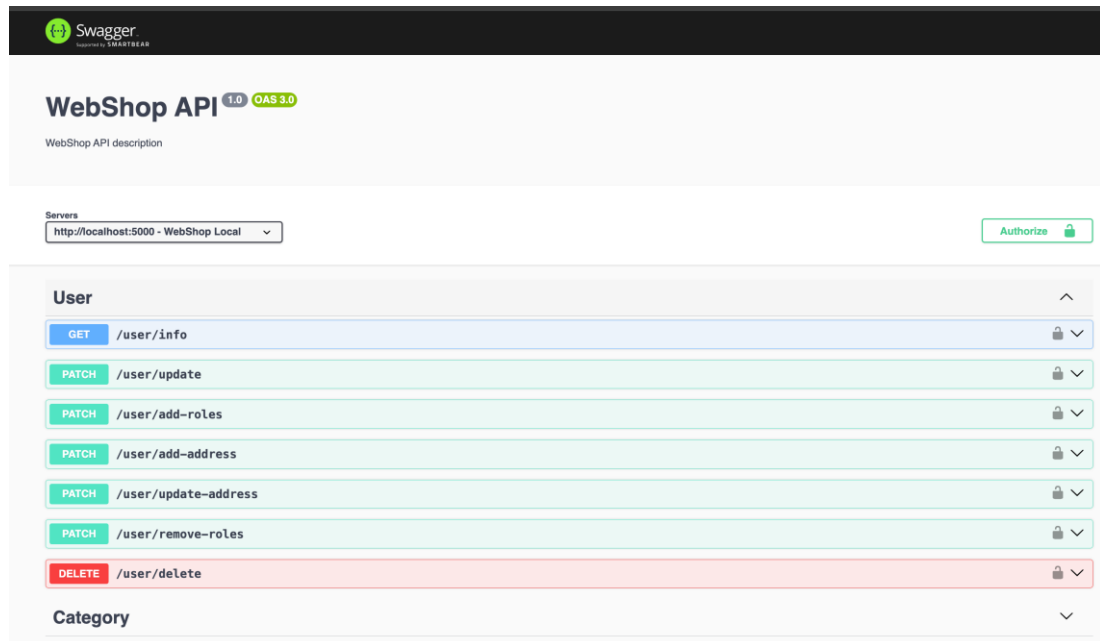 {··} Swagger.
Supported by SMARTBEAR
WebShop API 1.0 OAS 3.0
WebShop API description
Servers
http://localhost:5000 - WebShop Local
Authorize
User
GET /user/info
PATCH /user/update
PATCH /user/add-roles
PATCH /user/add-address
PATCH /user/update-address
PATCH /user/remove-roles
DELETE /user/delete
Category